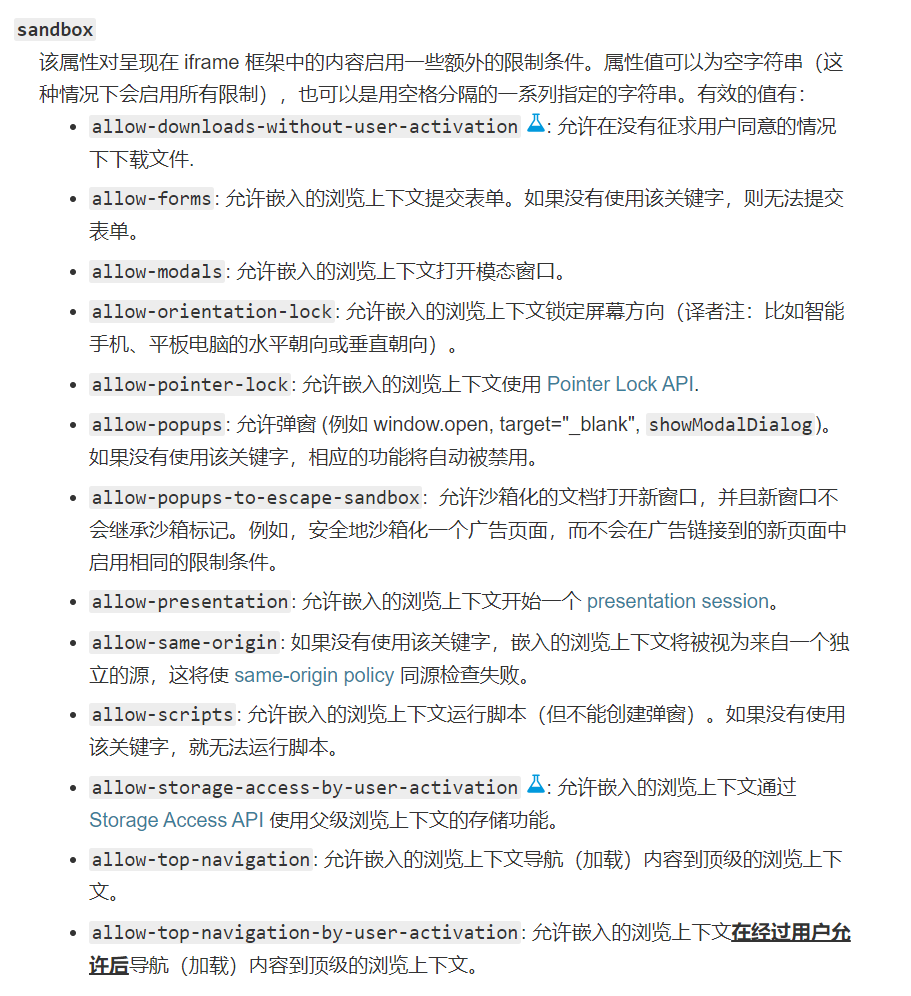 sandbox
该属性对呈现在 iframe 框架中的内容启用一些额外的限制条件。属性值可以为空字符串（这
种情况下会启用所有限制），也可以是用空格分隔的一系列指定的字符串。有效的值有：
• allow-downloads-without-user-activation : 允许在没有征求用户同意的情况
下下载文件.
• allow-forms: 允许嵌入的浏览上下文提交表单。如果没有使用该关键字，则无法提交
表单。
• allow-modals: 允许嵌入的浏览上下文打开模态窗口。
• allow-orientation-lock: 允许嵌入的浏览上下文锁定屏幕方向（译者注：比如智能
手机、平板电脑的水平朝向或垂直朝向）。
• allow-pointer-lock: 允许嵌入的浏览上下文使用 Pointer Lock API.
• allow-popups: 允许弹窗 (例如 window.open, target="_blank", showModalDialog)。
如果没有使用该关键字，相应的功能将自动被禁用。
• allow-popups-to-escape-sandbox：允许沙箱化的文档打开新窗口，并且新窗口不
会继承沙箱标记。例如，安全地沙箱化一个广告页面，而不会在广告链接到的新页面中
启用相同的限制条件。
• allow-presentation: 允许嵌入的浏览上下文开始一个 presentation session。
• allow-same-origin: 如果没有使用该关键字，嵌入的浏览上下文将被视为来自一个独
立的源，这将使 same-origin policy 同源检查失败。
• allow-scripts: 允许嵌入的浏览上下文运行脚本（但不能创建弹窗）。如果没有使用
该关键字，就无法运行脚本。
• allow-storage-access-by-user-activation : 允许嵌入的浏览上下文通过
Storage Access API 使用父级浏览上下文的存储功能。
• allow-top-navigation: 允许嵌入的浏览上下文导航（加载）内容到顶级的浏览上下
文。
• allow-top-navigation-by-user-activation: 允许嵌入的浏览上下文在经过用户允
许后导航（加载）内容到顶级的浏览上下文。